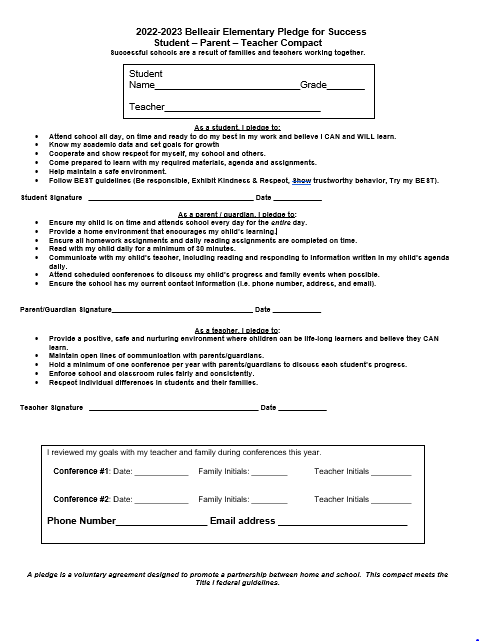 2022-2023 Belleair Elementary Pledge for Success
Student – Parent – Teacher Compact
Successful schools are a result of families and teachers working together.
Student
Name____________________________Grade_______
Teacher______________________________
As a student, I pledge to:
• Attend school all day, on time and ready to do my best in my work and believe I CAN and WILL learn.
• Know my academic data and set goals for growth
• Cooperate and show respect for myself, my school and others.
• Come prepared to learn with my required materials, agenda and assignments.
• Help maintain a safe environment.
• Follow BEST guidelines (Be responsible, Exhibit Kindness & Respect, Show trustworthy behavior, Try my BEST).
Student Signature ______________________________ Date ______________
As a parent / guardian, I pledge to:
• Ensure my child is on time and attends school every day for the entire day.
• Provide a home environment that encourages my child's learning.
• Ensure all homework assignments and daily reading assignments are completed on time.
• Read with my child daily for a minimum of 30 minutes.
• Communicate with my child's teacher, including reading and responding to information written in my child's agenda
daily.
• Attend scheduled conferences to discuss my child's progress and family events when possible.
• Ensure the school has my current contact information (i.e. phone number, address, and email).
Parent/Guardian Signature__________________________ Date ______________
As a teacher, I pledge to:
• Provide a positive, safe and nurturing environment where children can be life-long learners and believe they CAN
learn.
• Maintain open lines of communication with parents/guardians.
• Hold a minimum of one conference per year with parents/guardians to discuss each student's progress.
• Enforce school and classroom rules fairly and consistently.
• Respect individual differences in students and their families.
Teacher Signature ______________________________ Date ______________
I reviewed my goals with my teacher and family during conferences this year.
Conference #1: Date: ____________ Family Initials: ________ Teacher Initials _________
Conference #2: Date: ____________ Family Initials: ________ Teacher Initials _________
Phone Number_________________ Email address ________________________
A pledge is a voluntary agreement designed to promote a partnership between home and school. This compact meets the
Title I federal guidelines.